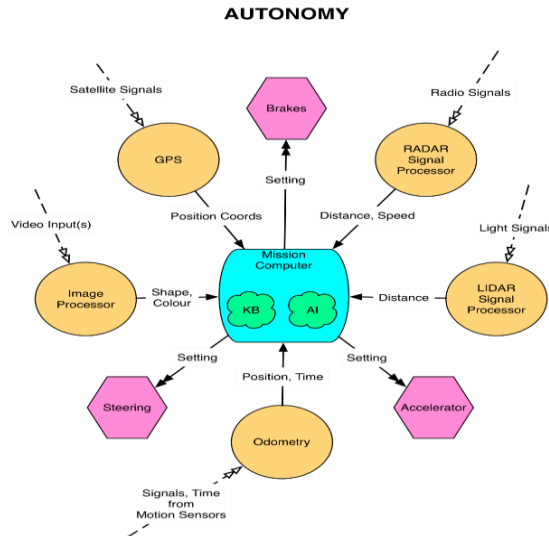 AUTONOMY
Satellite Signals
Radio Signals
Brakes
GPS
RADAR
Signal
Processor
Setting
Position Coords
Distance, Speed
Video Input(s)
Light Signals
Mission
Computer
Image
Processor
Shape,
Colour
KB
AI
Distance
LIDAR
Signal
Processor
Setting
Setting
Position, Time
Steering
Accelerator
Odometry
Signals, Time
from
Motion Sensors